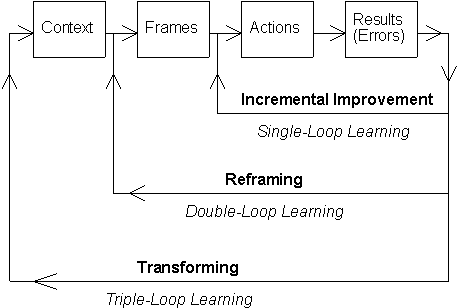 Context
Frames
Actions
Results
(Errors)
Incremental Improvement
Single-Loop Learning
Reframing
Double-Loop Learning
Transforming
Triple-Loop Learning